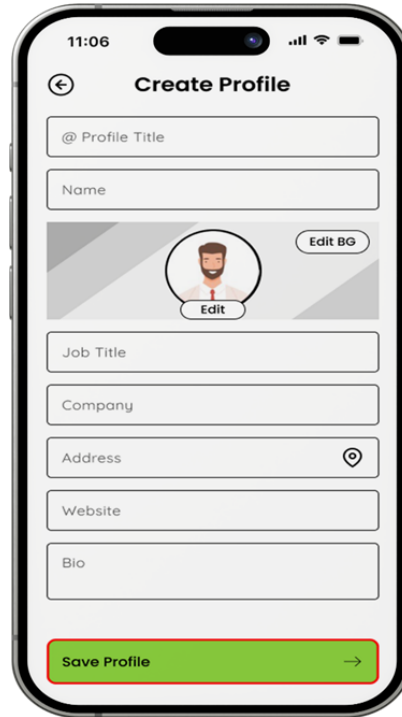 11:06
Create Profile
@ Profile Title
Name
Edit BG
Edit
Job Title
Company
Address
Website
Bio
Save Profile